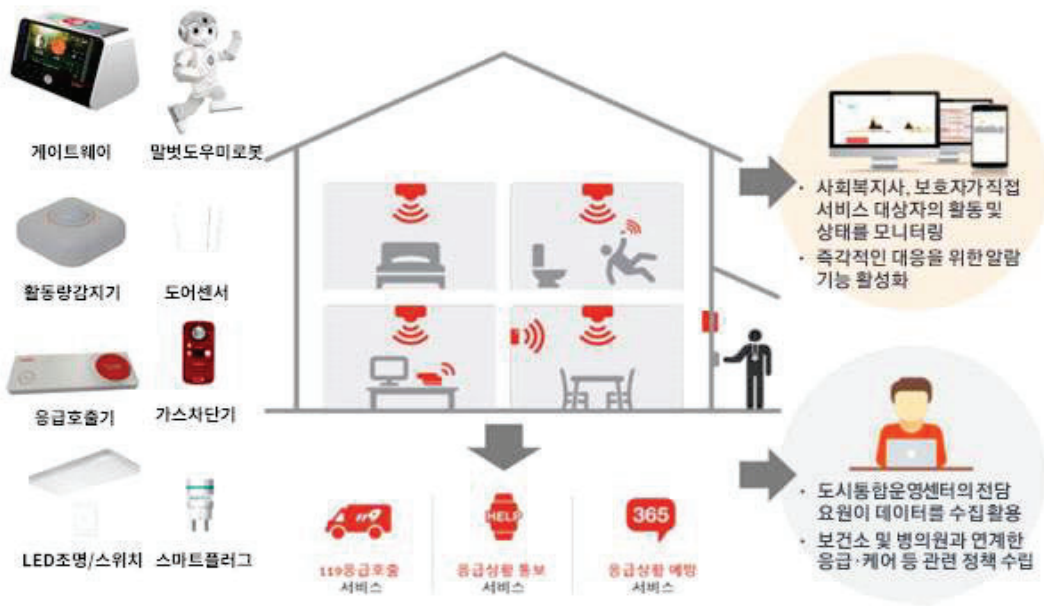 게이트웨이
말벗도우미로봇
활동량감지기
도어센서
응급호출기
가스차단기
LED조명/스위치
스마트플러그
119
HELP
365
119응급호출
서비스
응급상황 통보
서비스
응급상황 예방
서비스
• 사회복지사, 보호자가 직접
서비스 대상자의 활동 및
상태를 모니터링
• 즉각적인 대응을 위한 알람
기능 활성화
• 도시통합운영센터의 전담
요원이 데이터를 수집 활용
• 보건소 및 병의원과 연계한
응급·케어 등 관련 정책 수립